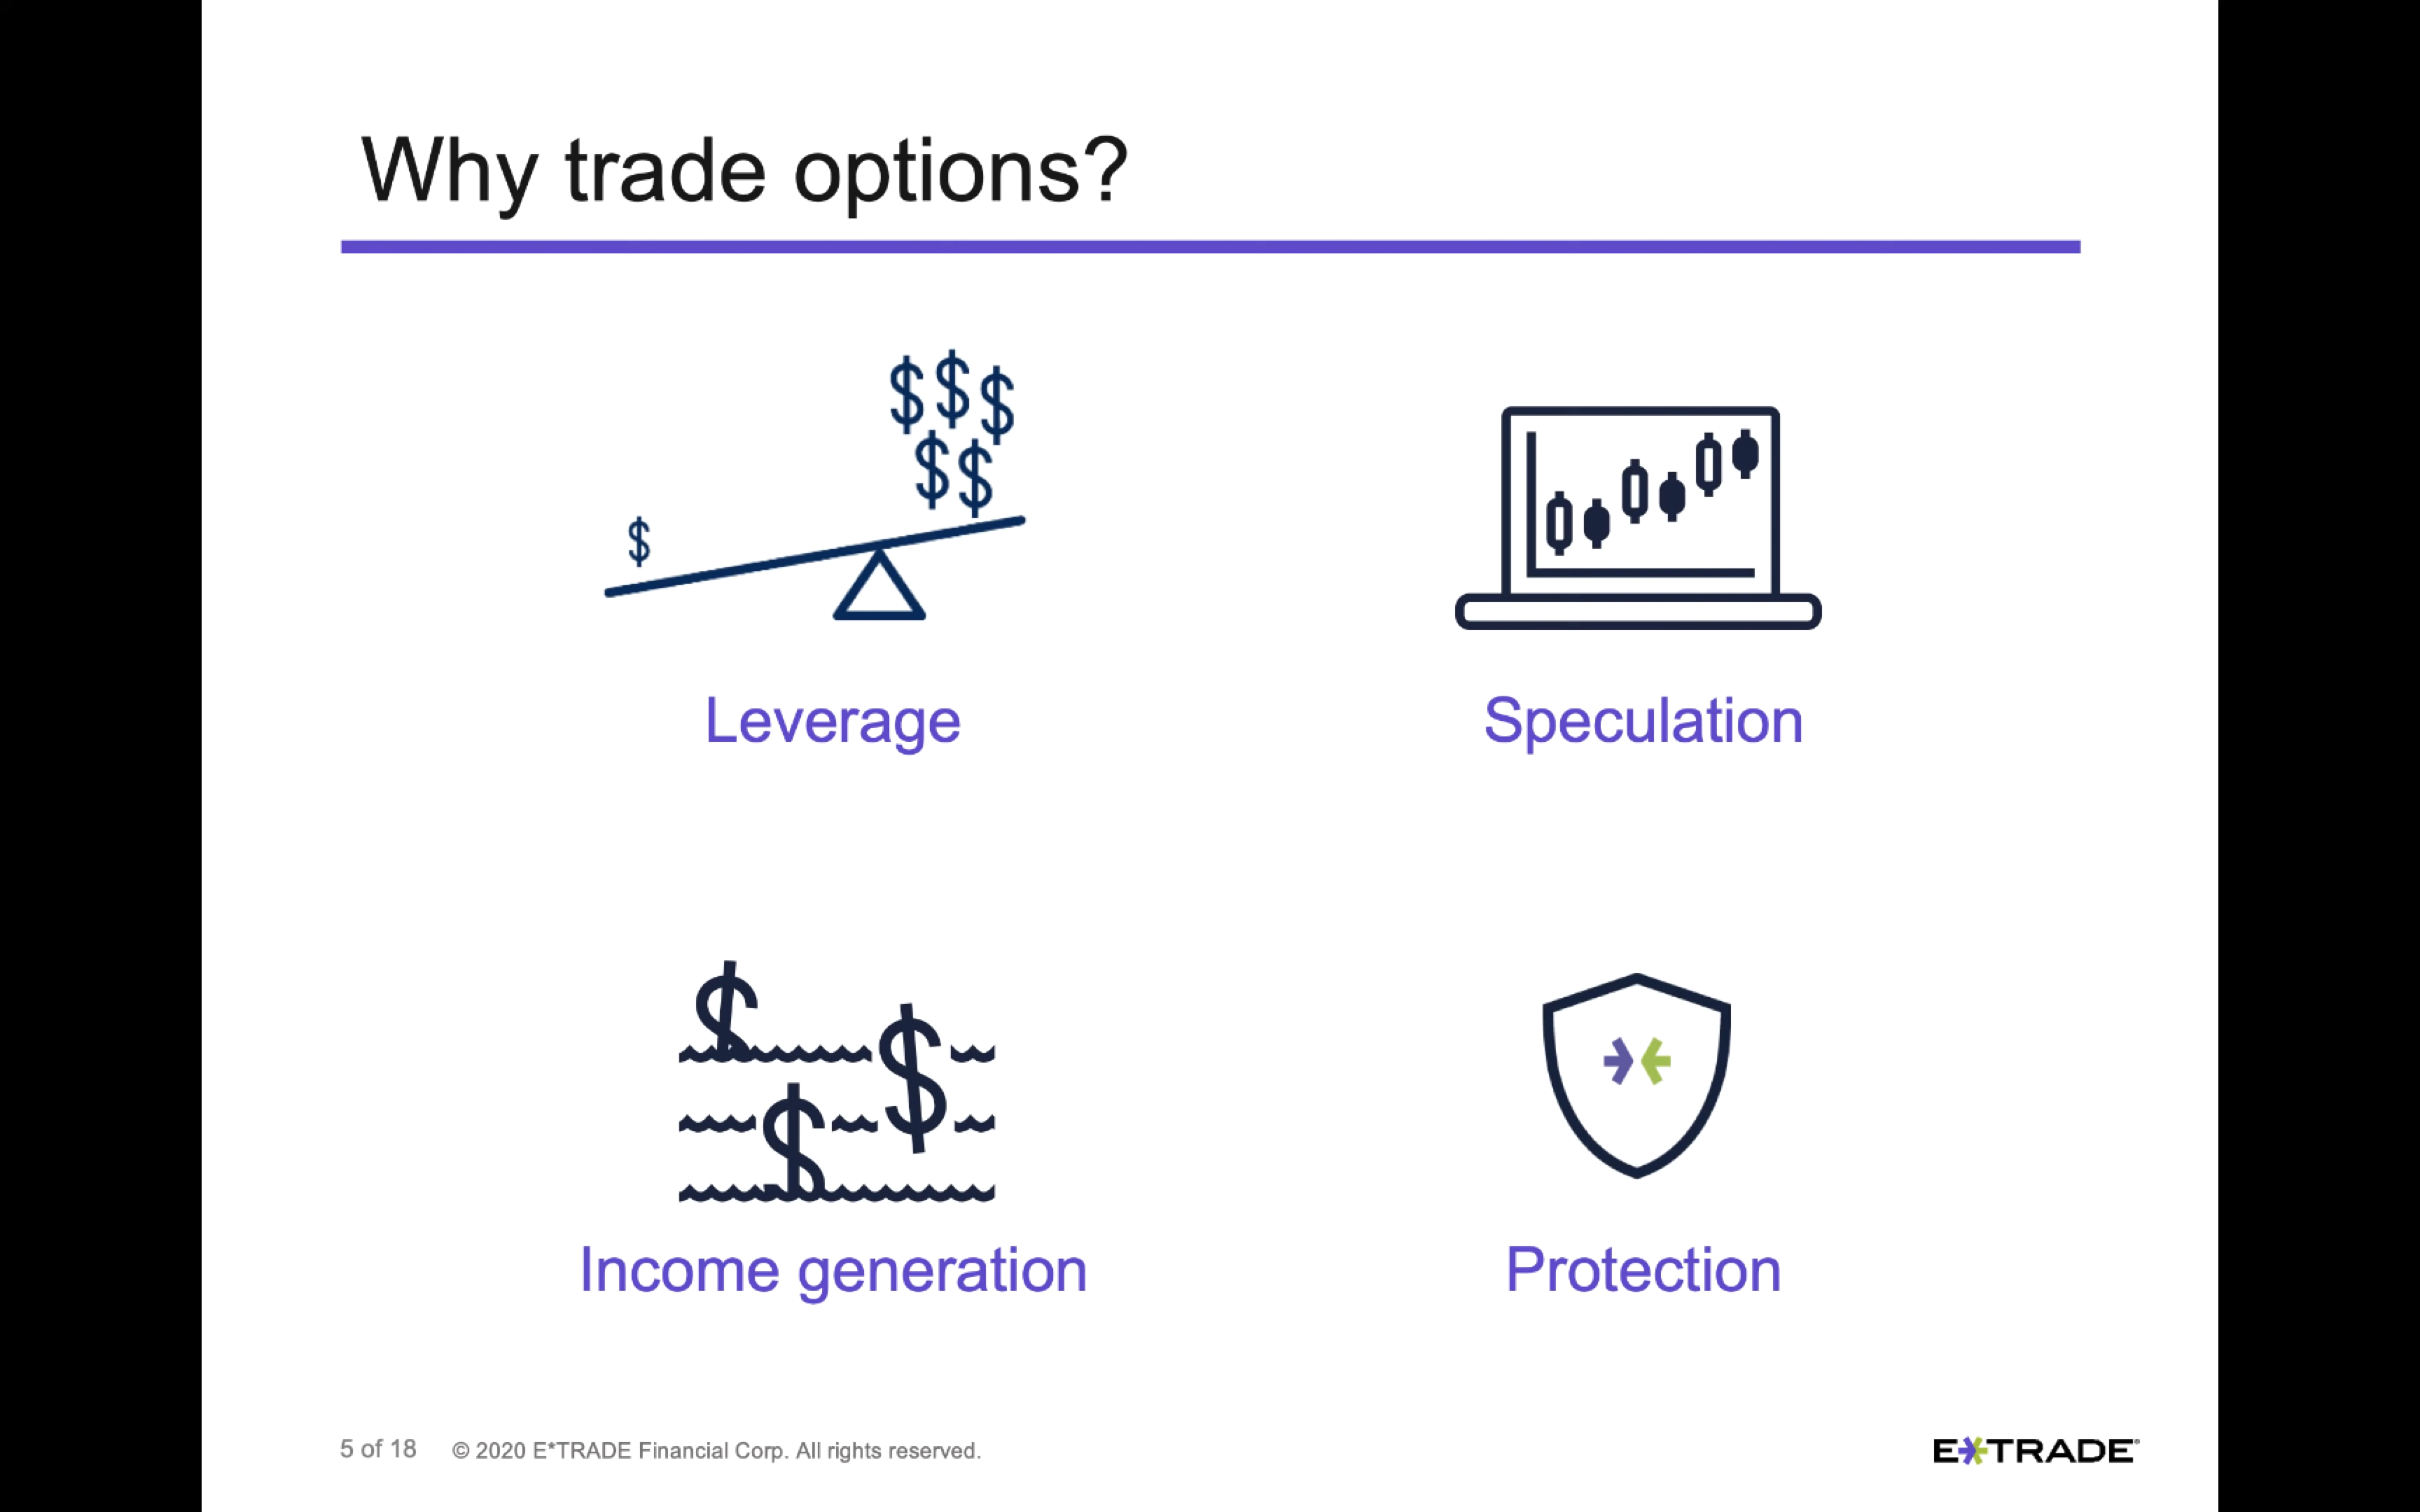 Why trade options?
$ $ $
$ $
$
Leverage
Speculation
$
$
$
Income generation
Protection
5 of 18 © 2020 E*TRADE Financial Corp. All rights reserved.
E*TRADE